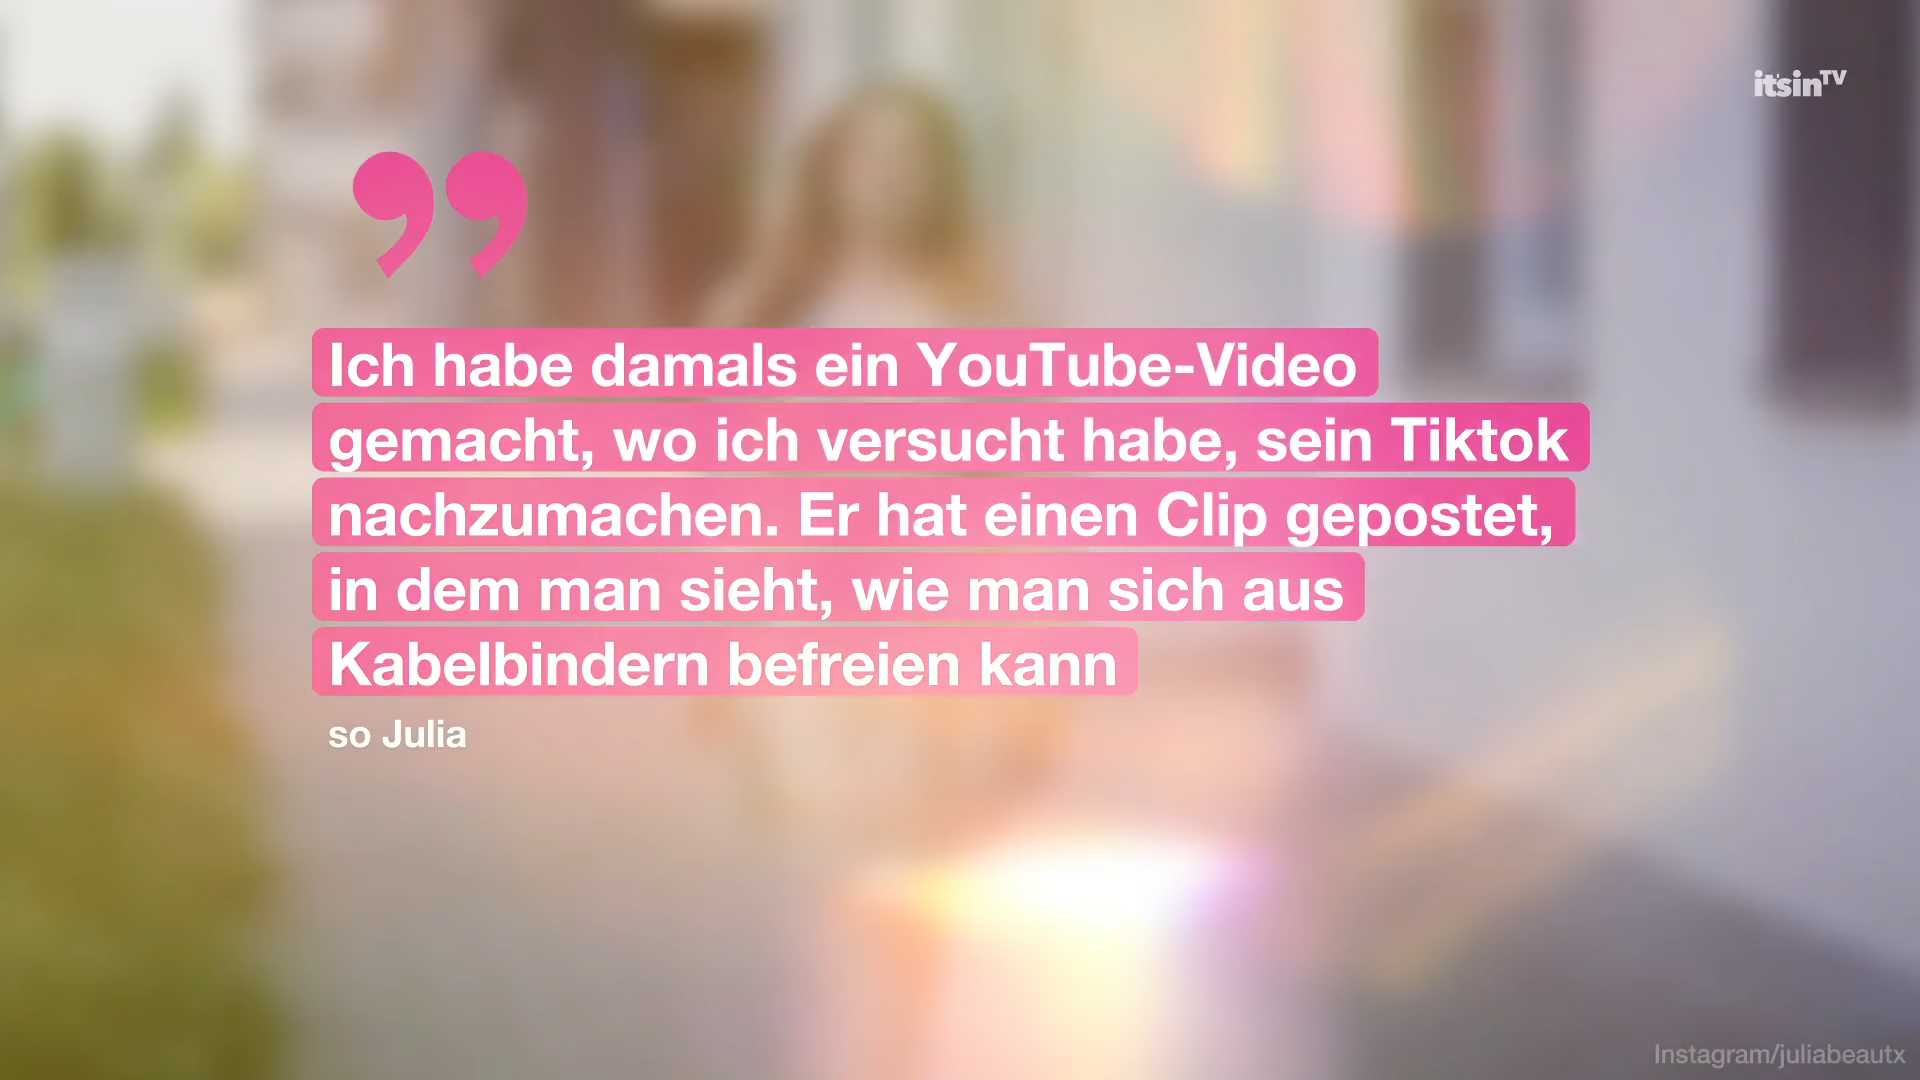 itsinTV
”
Ich habe damals ein YouTube-Video
gemacht, wo ich versucht habe, sein Tiktok
nachzumachen. Er hat einen Clip gepostet,
in dem man sieht, wie man sich aus
Kabelbindern befreien kann
so Julia
Instagram/juliabeautx